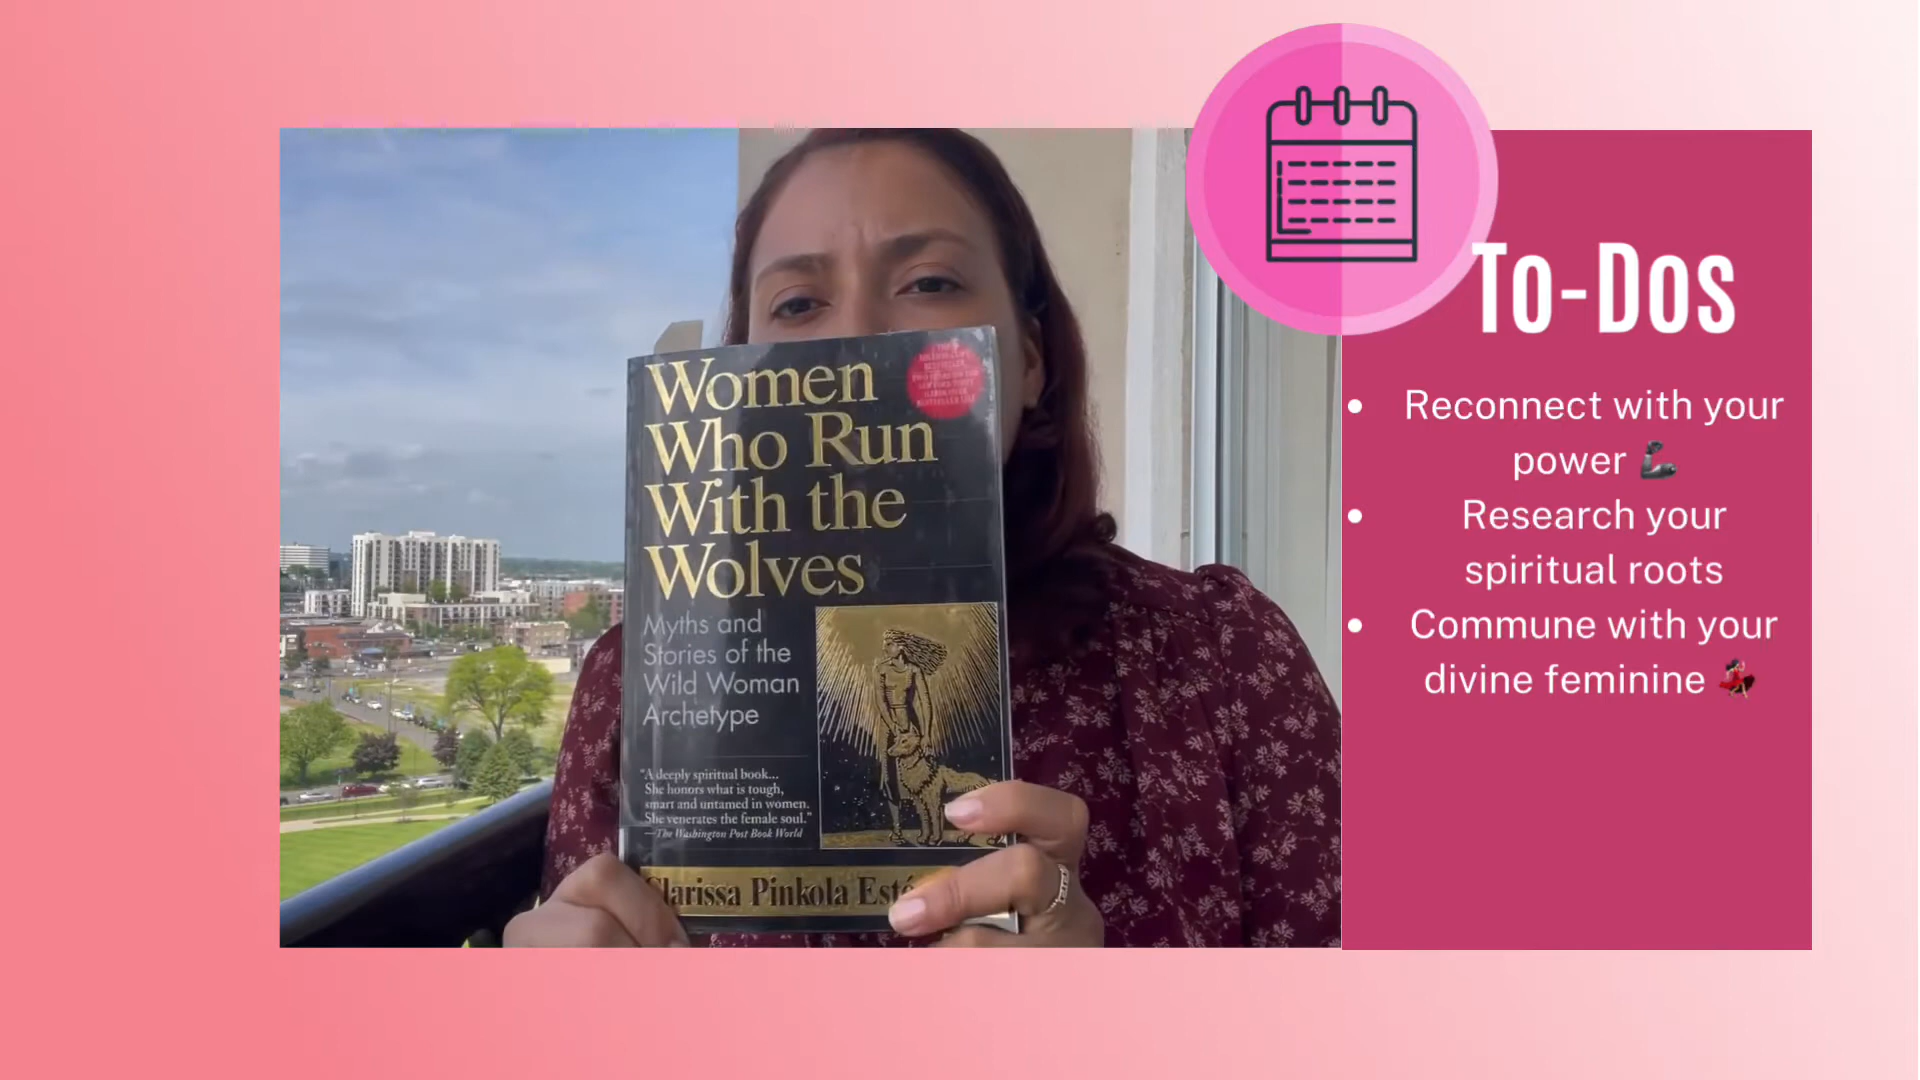 Women
Who Run
With the
Wolves
Myths and
Stories of the
Wild Woman
Archetype
"A deeply spiritual book...
She honors what is tough,
smart and untamed in women.
She venerates the female soul."
—The Washington Post Book World
Clarissa Pinkola Esté
To-Dos
• Reconnect with your
power 💪🏿
• Research your
spiritual roots
• Commune with your
divine feminine 💃🏽